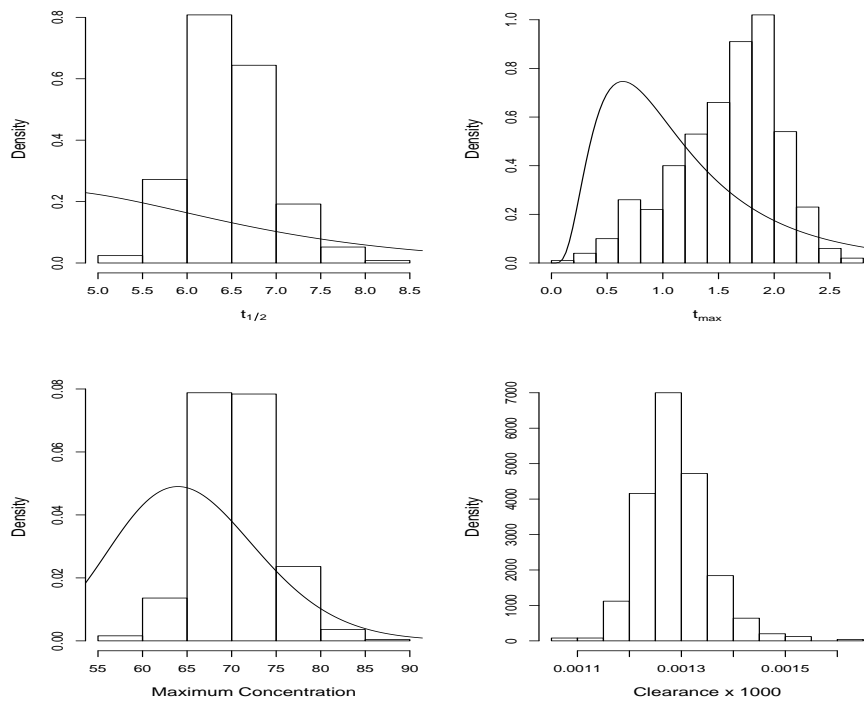 Density
0.0 0.2 0.4 0.6 0.8
5.0 5.5 6.0 6.5 7.0 7.5 8.0 8.5
t1/2
Density
0.0 0.2 0.4 0.6 0.8 1.0
0.0 0.5 1.0 1.5 2.0 2.5
tmax
Density
0.00 0.02 0.04 0.06 0.08
55 60 65 70 75 80 85 90
Maximum Concentration
Density
0 1000 2000 3000 4000 5000 6000 7000
0.0011 0.0013 0.0015
Clearance x 1000